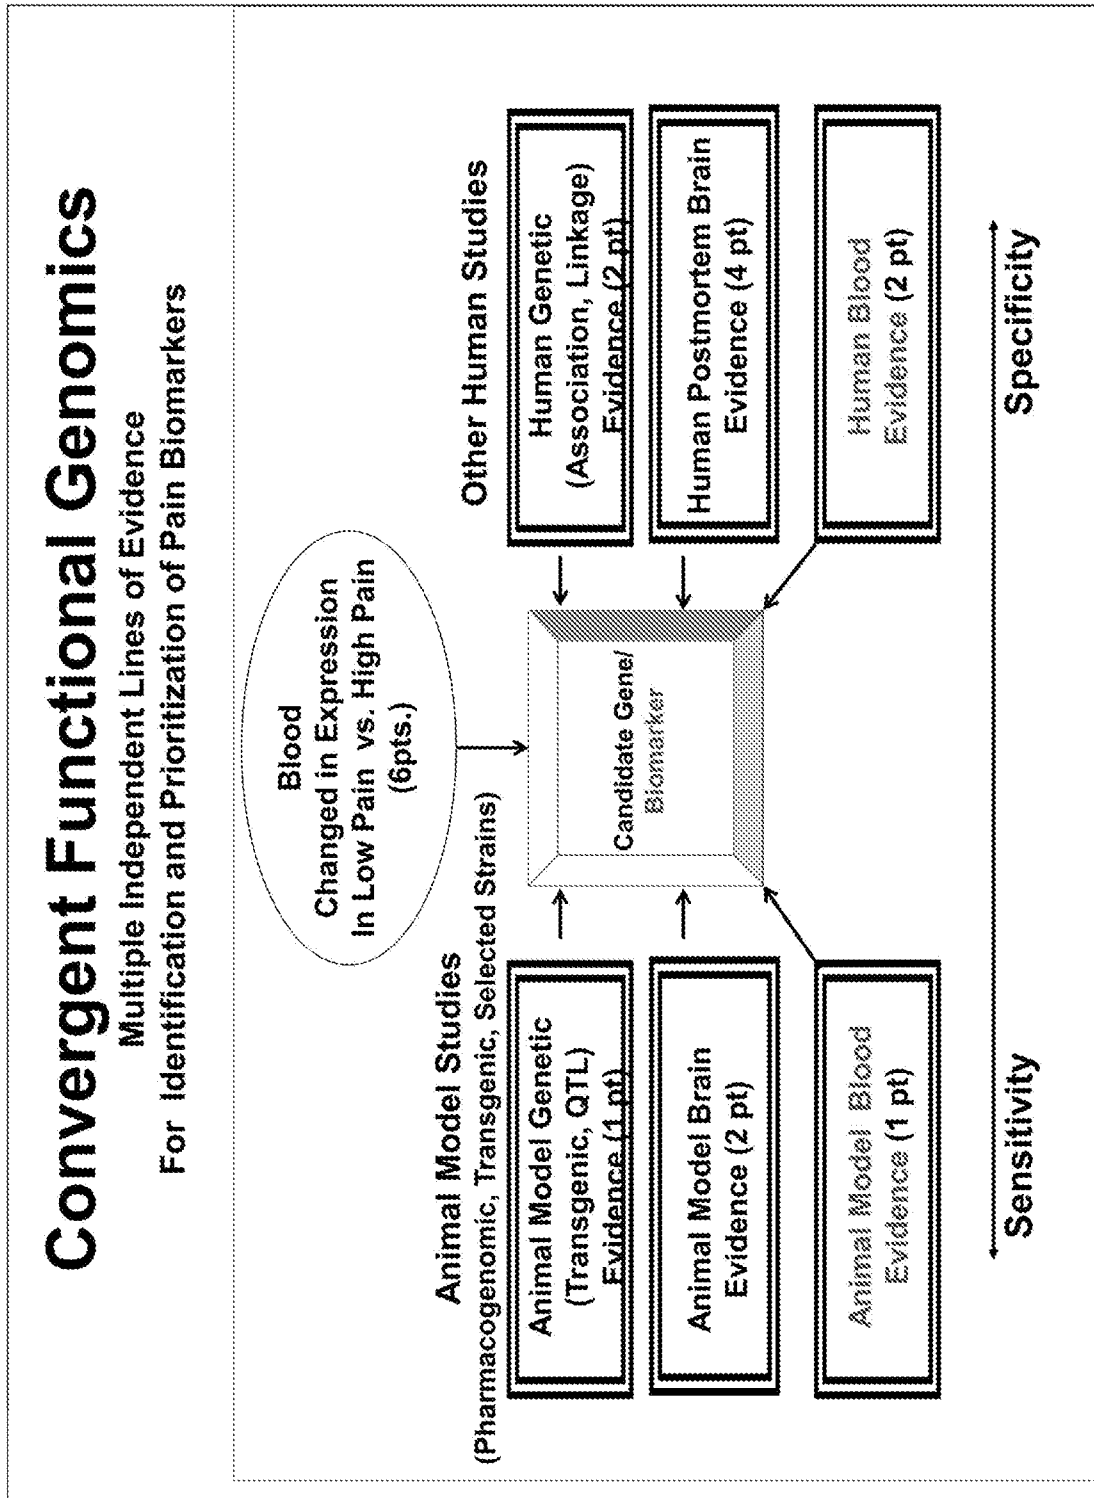 Convergent Functional Genomics
Multiple Independent Lines of Evidence
For Identification and Prioritization of Pain Biomarkers
Blood
Changed in Expression
In Low Pain vs. High Pain
(6pts.)
Animal Model Studies
(Pharmacogenomic, Transgenic, Selected Strains)
Animal Model Genetic
(Transgenic, QTL)
Evidence (1 pt)
Animal Model Brain
Evidence (2 pt)
Animal Model Blood
Evidence (1 pt)
Candidate Gene/
Biomarker
Other Human Studies
Human Genetic
(Association, Linkage)
Evidence (2 pt)
Human Postmortem Brain
Evidence (4 pt)
Human Blood
Evidence (2 pt)
Sensitivity
Specificity